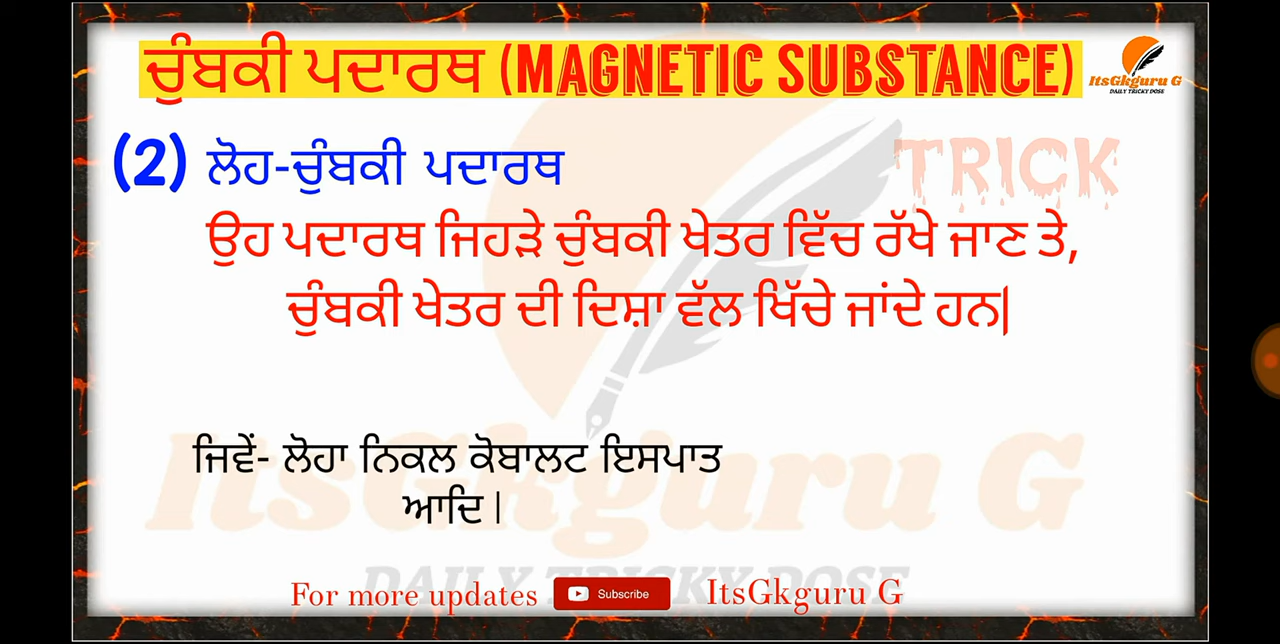 ਚੁੰਬਕੀ ਪਦਾਰਥ (MAGNETIC SUBSTANCE)
ItsGkguru G
DAILY TRICKY DOSE
(2) ਲੋਹ-ਚੁੰਬਕੀ ਪਦਾਰਥ
TRICK
ਉਹ ਪਦਾਰਥ ਜਿਹੜੇ ਚੁੰਬਕੀ ਖੇਤਰ ਵਿੱਚ ਰੱਖੇ ਜਾਣ ਤੇ,
ਚੁੰਬਕੀ ਖੇਤਰ ਦੀ ਦਿਸ਼ਾ ਵੱਲ ਖਿੱਚੇ ਜਾਂਦੇ ਹਨ|
ਜਿਵੇਂ- ਲੋਹਾ ਨਿਕਲ ਕੋਬਾਲਟ ਇਸਪਾਤ
ਆਦਿ |
ItsGkguru G
DAILY TRICKY DOSE
For more updates Subscribe ItsGkguru G